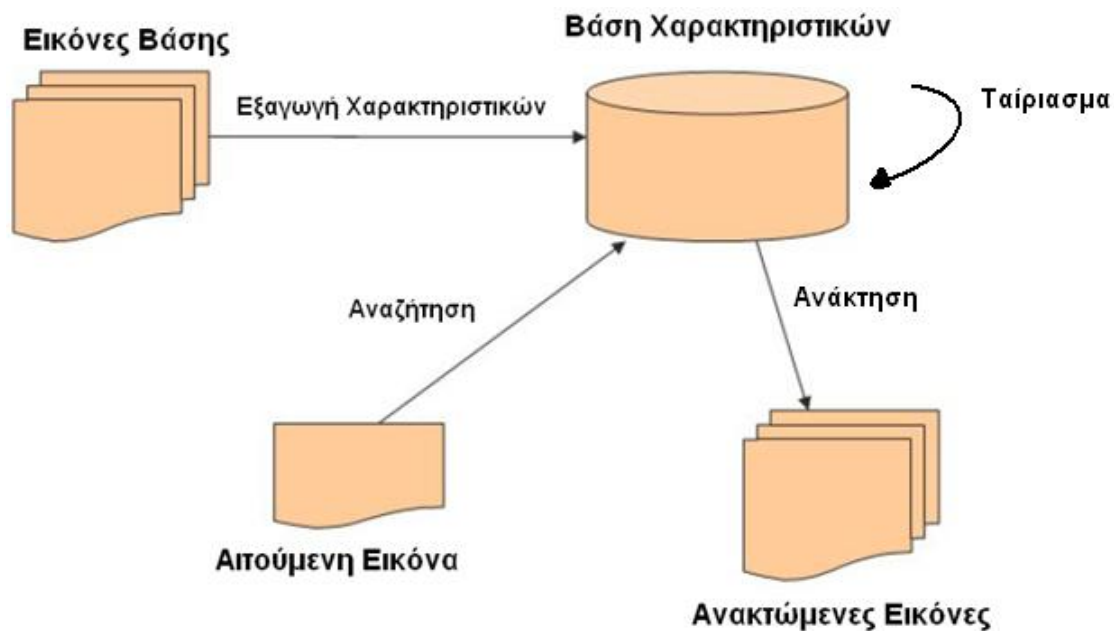 Εικόνες Βάσης
Βάση Χαρακτηριστικών
Εξαγωγή Χαρακτηριστικών
Ταίριασμα
Αναζήτηση
Ανάκτηση
Αιτούμενη Εικόνα
Ανακτώμενες Εικόνες